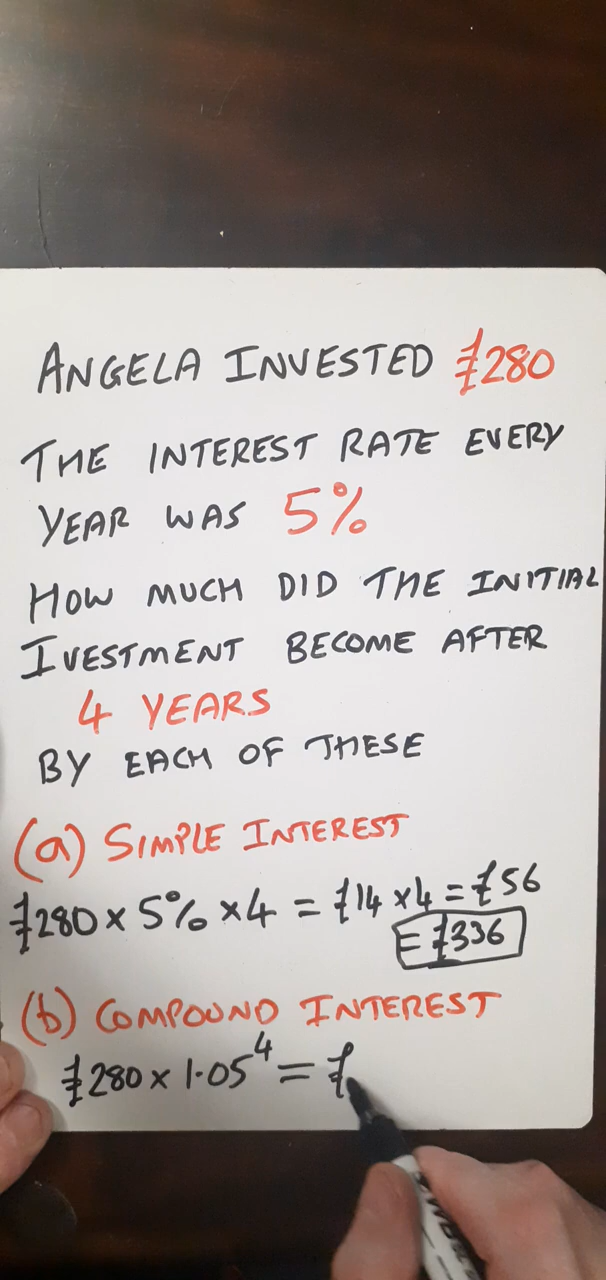 ANGELA INVESTED £280
THE INTEREST RATE EVERY
YEAR WAS 5%
HOW MUCH DID THE INITIAL
IVESTMENT BECOME AFTER
4 YEARS
BY EACH OF THESE
(a) SIMPLE INTEREST
£280 × 5% × 4 = £14 × 4 = £56
= £336
(b) COMPOUND INTEREST
£280 × 1·05⁴ = £